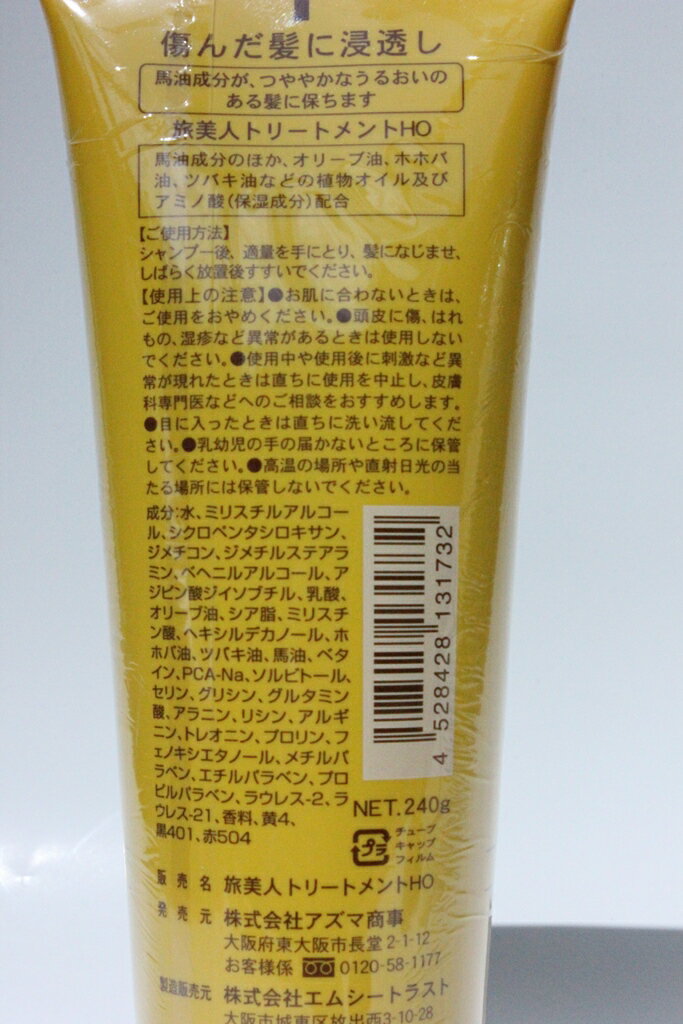 傷んだ髪に浸透し
馬油成分が、つややかなうるおいの
ある髪に保ちます
旅美人トリートメントHO
馬油成分のほか、オリーブ油、ホホバ
油、ツバキ油などの植物オイル及び
アミノ酸(保湿成分)配合
【ご使用方法】
シャンプー後、適量を手にとり、髪になじませ、
しばらく放置後すすいでください。
【使用上の注意】●お肌に合わないときは、
ご使用をおやめください。●頭皮に傷、はれ
もの、湿疹など異常があるときは使用しない
でください。●使用中や使用後に刺激など異
常が現れたときは直ちに使用を中止し、皮膚
科専門医などへのご相談をおすすめします。
●目に入ったときは直ちに洗い流してくだ
さい。●乳幼児の手の届かないところに保管
してください。●高温の場所や直射日光の当
たる場所には保管しないでください。
成分:水、ミリスチルアルコー
ル、シクロペンタシロキサン、
ジメチコン、ジメチルステアラ
ミン、ベヘニルアルコール、ア
ジピン酸ジイソブチル、乳酸、
オリーブ油、シア脂、ミリスチ
ン酸、ヘキシルデカノール、ホ
ホバ油、ツバキ油、馬油、ベタ
イン、PCA-Na、ソルビトール、
セリン、グリシン、グルタミン
酸、アラニン、リシン、アルギ
ニン、トレオニン、プロリン、フ
ェノキシエタノール、メチルパ
ラベン、エチルパラベン、プロ
ピルパラベン、ラウレス-2、ラ
ウレス-21、香料、黄4、
黒401、赤504
4 528428 131732
NET.240g
プラ
チューブ
キャップ
フィルム
販売名 旅美人トリートメントHO
発売元 株式会社アズマ商事
大阪府東大阪市長堂2-1-12
お客様係 0120-58-1177
製造販売元 株式会社エムシートラスト
大阪市城東区放出西3-10-28